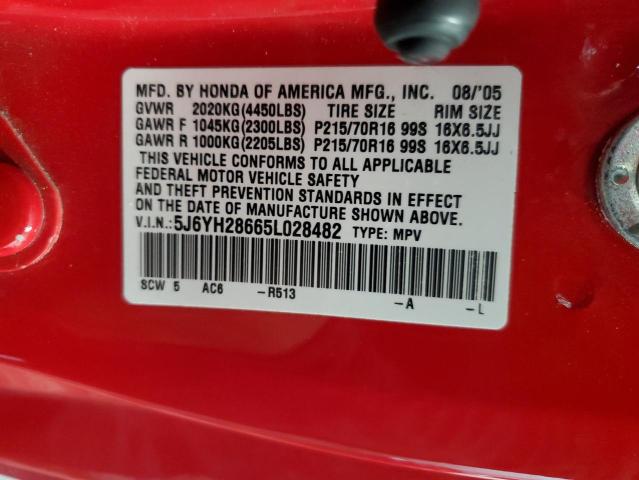 MFD. BY HONDA OF AMERICA MFG., INC. 08/'05
GVWR 2020KG(4450LBS) TIRE SIZE RIM SIZE
GAWR F 1045KG(2300LBS) P215/70R16 99S 16X6.5JJ
GAWR R 1000KG(2205LBS) P215/70R16 99S 16X6.5JJ
THIS VEHICLE CONFORMS TO ALL APPLICABLE
FEDERAL MOTOR VEHICLE SAFETY
AND THEFT PREVENTION STANDARDS IN EFFECT
ON THE DATE OF MANUFACTURE SHOWN ABOVE.
V.I.N.:5J6YH28665L028482 TYPE: MPV
SCW 5 AC6 -R513 -A -L